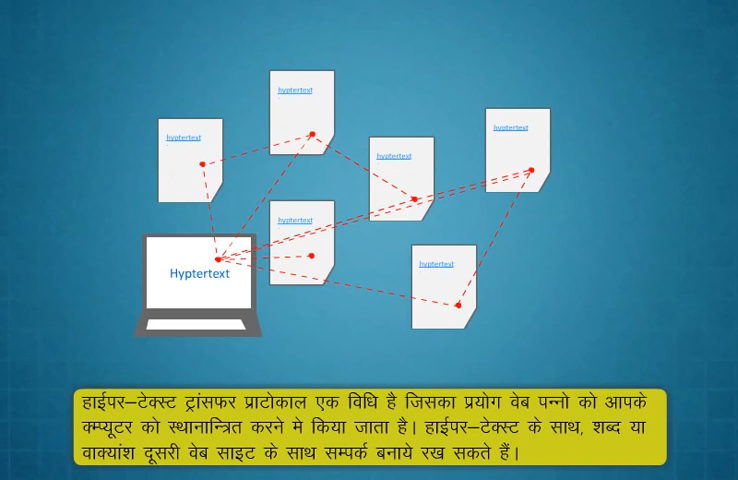 hyptertext
hyptertext
hyptertext
hyptertext
hyptertext
hyptertext
Hyptertext
हाईपर–टेक्स्ट ट्रांसफर प्राटोकाल एक विधि है जिसका प्रयोग वेब पन्नो को आपके
कम्प्यूटर को स्थानान्त्रित करने मे किया जाता है। हाईपर–टेक्स्ट के साथ, शब्द या
वाक्यांश दूसरी वेब साइट के साथ सम्पर्क बनाये रख सकते हैं।